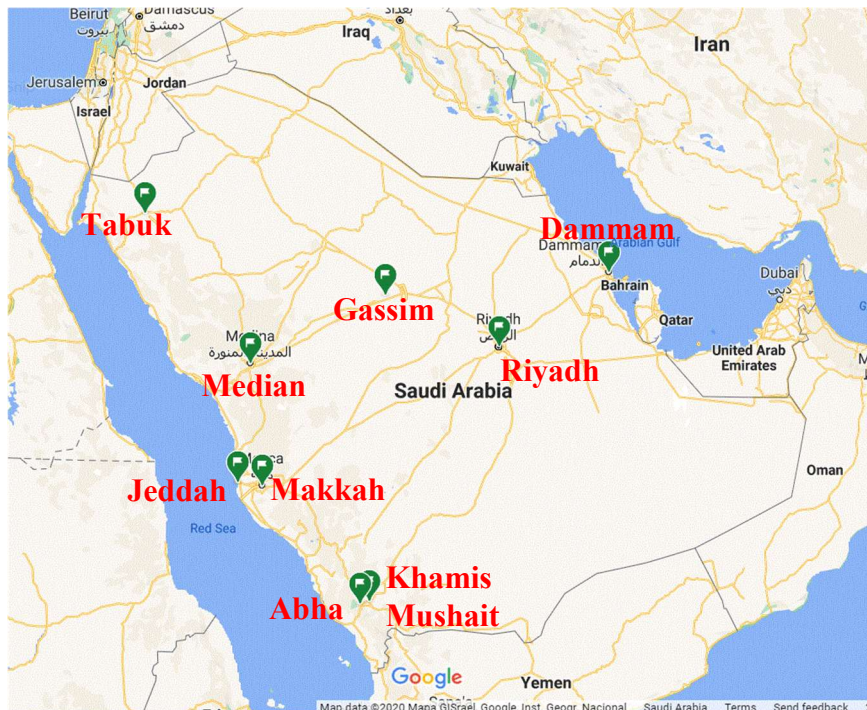 Beirut
بيروت
Damascus
دمشق
بغداد
Iraq
Iran
Jerusalem
Jordan
Israel
Kuwait
Tabuk
Dammam
Dammam
Arabian Gulf
الدمام
Bahrain
Dubai
دبي
Gassim
Qatar
Riyadh
Medina
المدينة المنورة
United Arab
Emirates
Median
Riyadh
Saudi Arabia
Jeddah
Makkah
Oman
Red Sea
Khamis
Mushait
Abha
Google
Yemen
Map data ©2020 Mapa GISrael, Google, Inst. Geogr. Nacional
Saudi Arabia
Terms
Send feedback